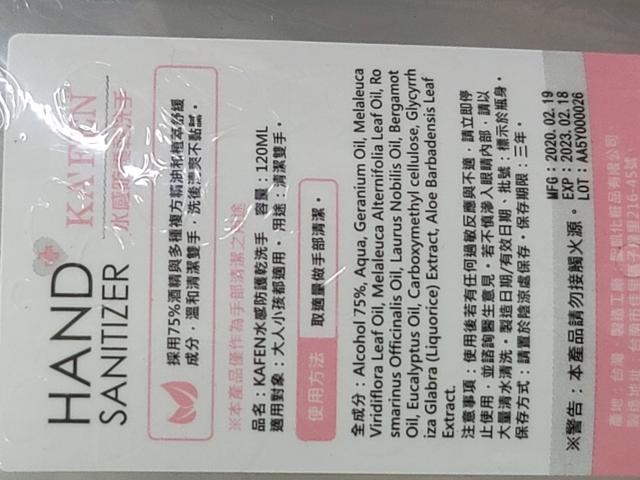 HAND
SANITIZER
KA'FEN
採用75%酒精與多種複方精油
成分，溫和清潔雙手，洗後清爽不黏膩。
※本產品僅作為手部清潔之用途
品名：KAFEN水感防護乾洗手 容量：120ML
適用對象：大人小孩都適用。用途：清潔雙手。
使用方法 取適量做手部清潔。
全成分：Alcohol 75%, Aqua, Geranium Oil, Melaleuca
Viridiflora Leaf Oil, Melaleuca Alternifolia Leaf Oil, Ro
smarinus Officinalis Oil, Laurus Nobilis Oil, Bergamot
Oil, Eucalyptus Oil, Carboxymethyl cellulose, Glycyrrh
iza Glabra (Liquorice) Extract, Aloe Barbadensis Leaf
Extract.
注意事項：使用後若有任何過敏反應與不適，請立即停
止使用，並諮詢醫生意見。若不慎滲入眼睛內部，請以
大量清水清洗。製造日期/有效日期、批號：標示於瓶身。
保存方式：請置於陰涼處保存。保存期限：三年。
※警告：本產品請勿接觸火源。
MFG : 2020. 02. 19
EXP : 2023. 02. 18
LOT : AA5Y000026
產地：台灣 製造工廠：